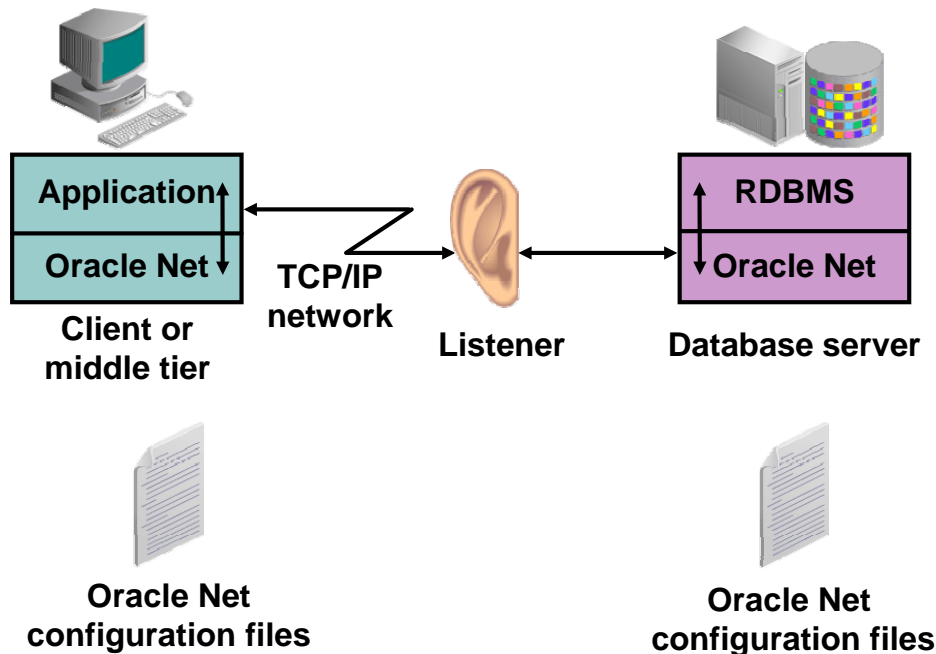 Application
Oracle Net
Client or
middle tier
TCP/IP
network
Listener
RDBMS
Oracle Net
Database server
Oracle Net
configuration files
Oracle Net
configuration files